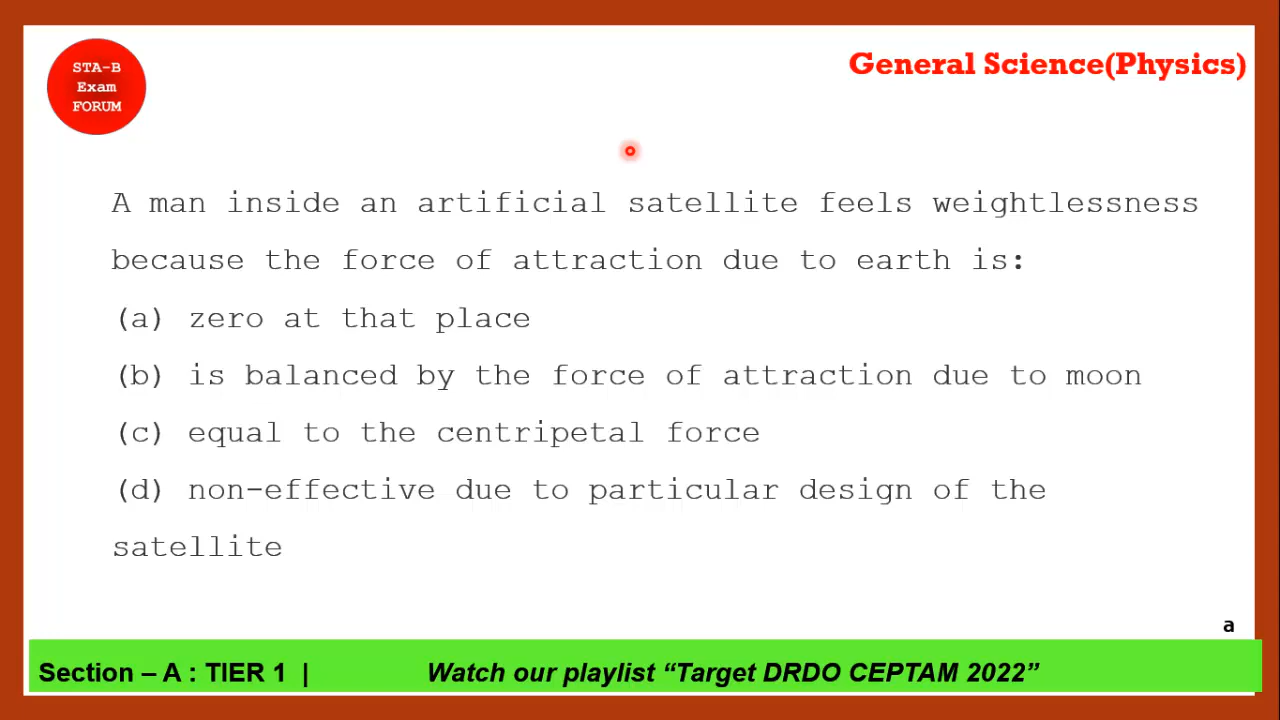 STA-B
Exam
FORUM
General Science(Physics)
A man inside an artificial satellite feels weightlessness
because the force of attraction due to earth is:
(a) zero at that place
(b) is balanced by the force of attraction due to moon
(c) equal to the centripetal force
(d) non-effective due to particular design of the
satellite
a
Section – A : TIER 1 | Watch our playlist “Target DRDO CEPTAM 2022”